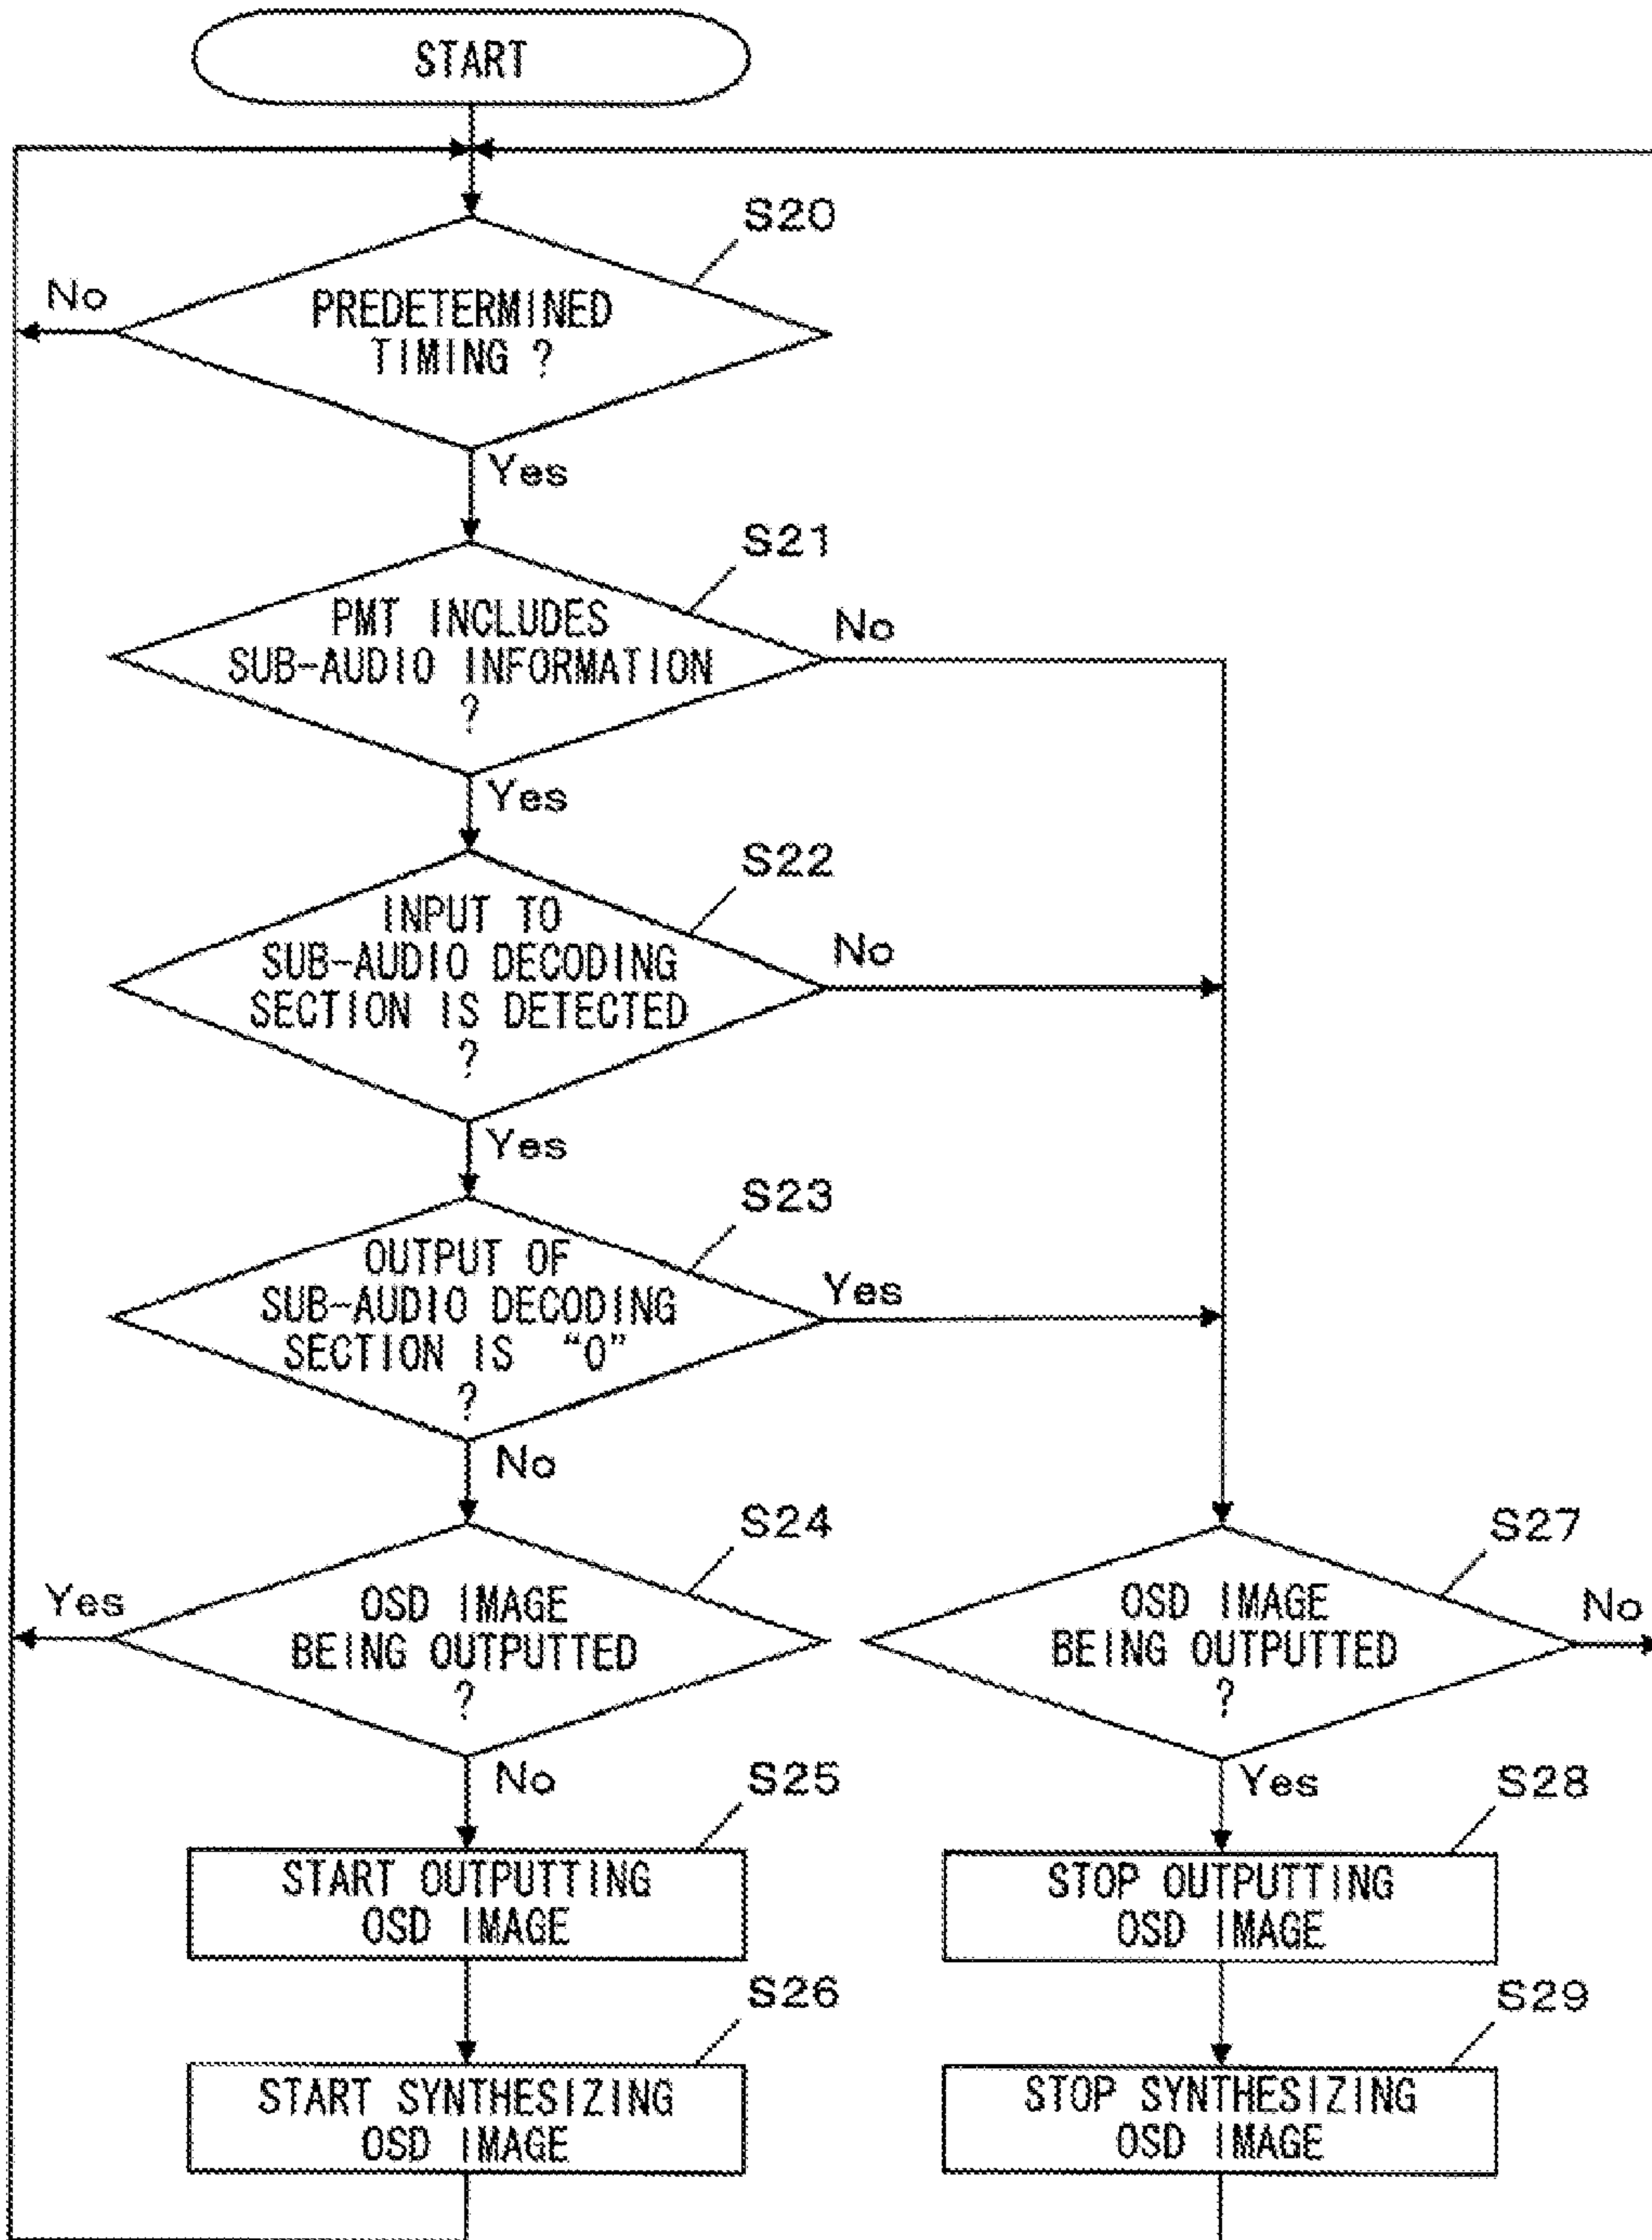 START
S20
No
PREDETERMINED
TIMING ?
Yes
S21
PMT INCLUDES
SUB-AUDIO INFORMATION
?
No
Yes
S22
INPUT TO
SUB-AUDIO DECODING
SECTION IS DETECTED
?
No
Yes
S23
OUTPUT OF
SUB-AUDIO DECODING
SECTION IS "0"
?
Yes
No
S24
Yes
OSD IMAGE
BEING OUTPUTTED
?
No
S27
OSD IMAGE
BEING OUTPUTTED
?
No
Yes
S25
START OUTPUTTING
OSD IMAGE
S28
STOP OUTPUTTING
OSD IMAGE
S26
START SYNTHESIZING
OSD IMAGE
S29
STOP SYNTHESIZING
OSD IMAGE